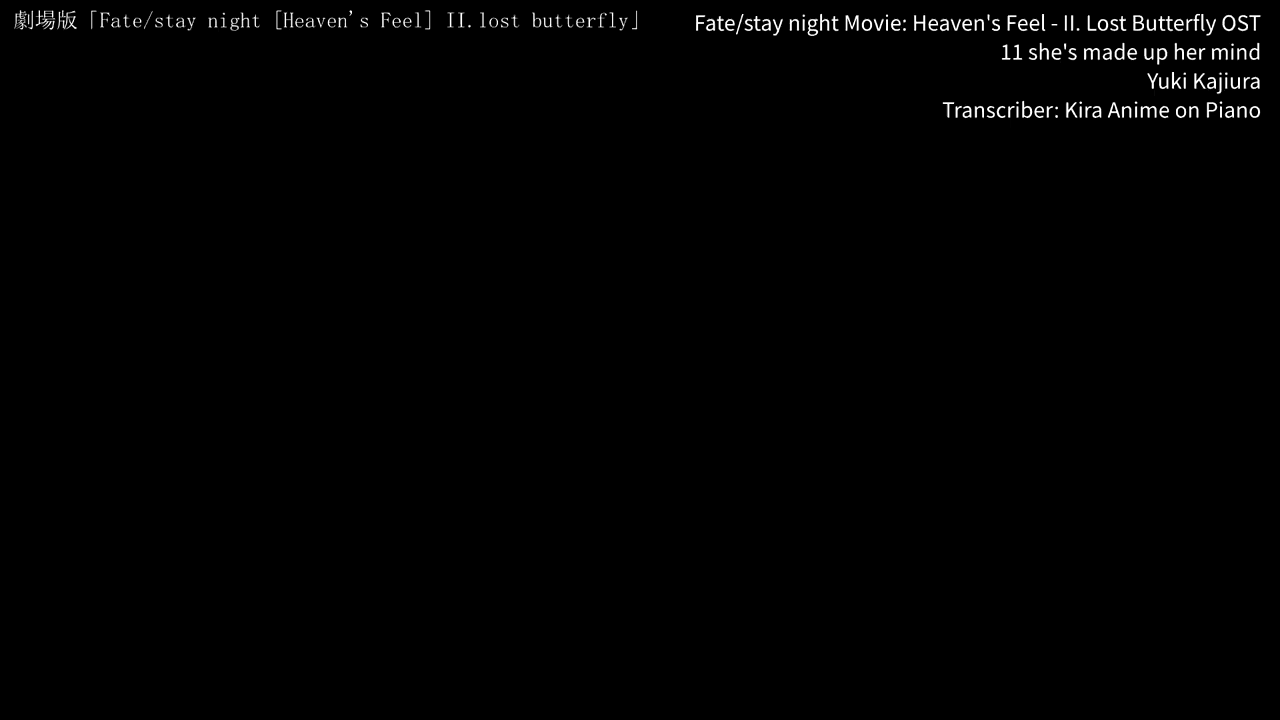 劇場版「Fate/stay night [Heaven's Feel] II.lost butterfly」
Fate/stay night Movie: Heaven's Feel - II. Lost Butterfly OST
11 she's made up her mind
Yuki Kajiura
Transcriber: Kira Anime on Piano